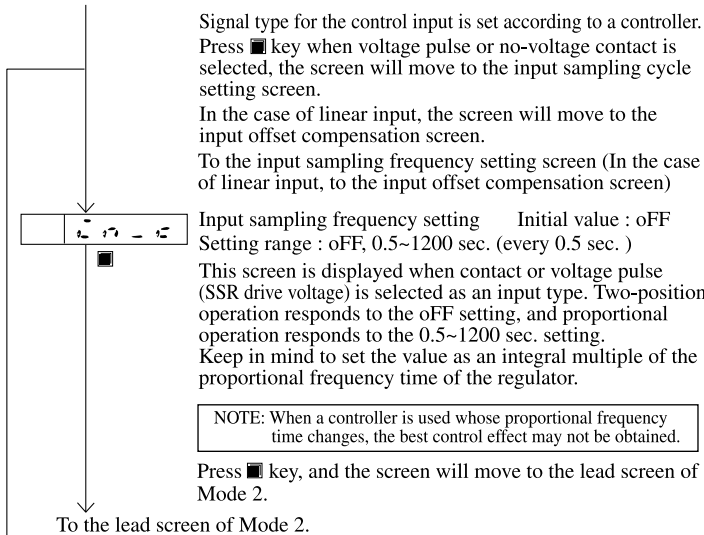 Signal type for the control input is set according to a controller.
Press key when voltage pulse or no-voltage contact is
selected, the screen will move to the input sampling cycle
setting screen.
In the case of linear input, the screen will move to the
input offset compensation screen.
To the input sampling frequency setting screen (In the case
of linear input, to the input offset compensation screen)
Input sampling frequency setting Initial value : oFF
Setting range : oFF, 0.5~1200 sec. (every 0.5 sec. )
This screen is displayed when contact or voltage pulse
(SSR drive voltage) is selected as an input type. Two-position
operation responds to the oFF setting, and proportional
operation responds to the 0.5~1200 sec. setting.
Keep in mind to set the value as an integral multiple of the
proportional frequency time of the regulator.
NOTE: When a controller is used whose proportional frequency
time changes, the best control effect may not be obtained.
Press key, and the screen will move to the lead screen of
Mode 2.
To the lead screen of Mode 2.